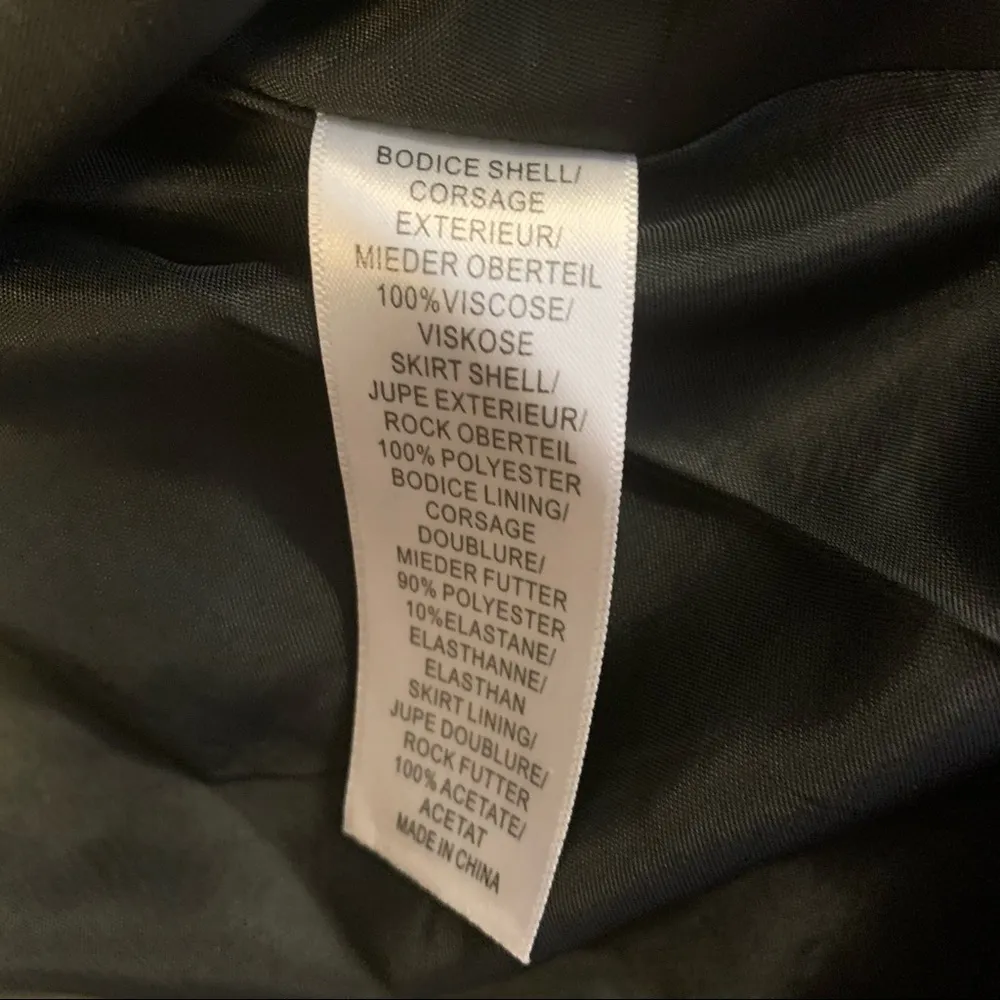 BODICE SHELL/
CORSAGE
EXTERIEUR/
MIEDER OBERTEIL
100%VISCOSE/
VISKOSE
SKIRT SHELL/
JUPE EXTERIEUR/
ROCK OBERTEIL
100% POLYESTER
BODICE LINING/
CORSAGE
DOUBLURE/
MIEDER FUTTER
90% POLYESTER
10%ELASTANE/
ELASTHANNE/
ELASTHAN
SKIRT LINING/
JUPE DOUBLURE/
ROCK FUTTER
100% ACETATE/
ACETAT
MADE IN CHINA